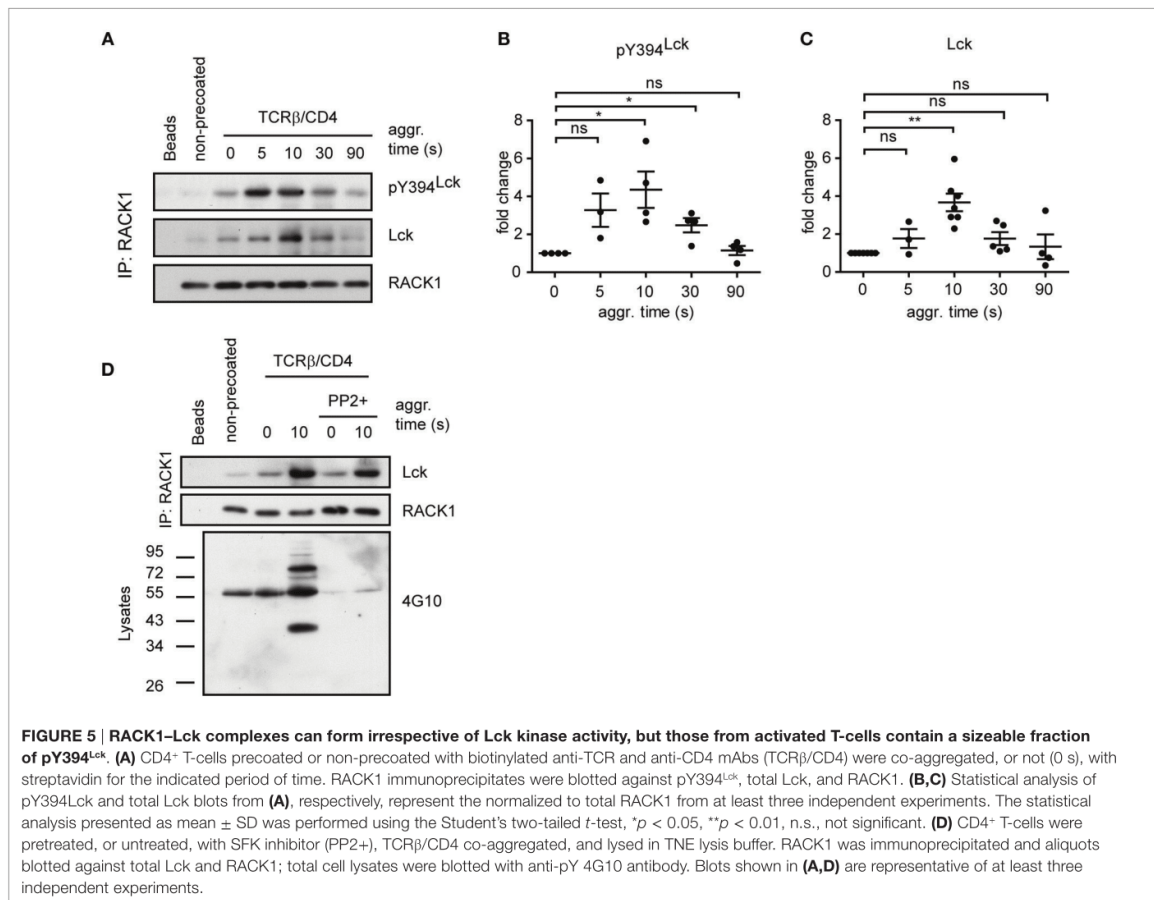 A
Beads
non-precoated
TCRβ/CD4
0 5 10 30 90
aggr.
time (s)
IP: RACK1
pY394Lck
Lck
RACK1
B
pY394Lck
ns
*
*
ns
fold change
8
6
4
2
0
0 5 10 30 90
aggr. time (s)
C
Lck
ns
ns
**
ns
fold change
8
6
4
2
0
0 5 10 30 90
aggr. time (s)
D
Beads
non-precoated
TCRβ/CD4
PP2+
0 10 0 10
aggr.
time (s)
IP: RACK1
Lck
RACK1
Lysates
95
72
55
43
34
26
4G10
FIGURE 5 | RACK1–Lck complexes can form irrespective of Lck kinase activity, but those from activated T-cells contain a sizeable fraction
of pY394Lck. (A) CD4+ T-cells precoated or non-precoated with biotinylated anti-TCR and anti-CD4 mAbs (TCRβ/CD4) were co-aggregated, or not (0 s), with
streptavidin for the indicated period of time. RACK1 immunoprecipitates were blotted against pY394Lck, total Lck, and RACK1. (B,C) Statistical analysis of
pY394Lck and total Lck blots from (A), respectively, represent the normalized to total RACK1 from at least three independent experiments. The statistical
analysis presented as mean ± SD was performed using the Student's two-tailed t-test, *p < 0.05, **p < 0.01, n.s., not significant. (D) CD4+ T-cells were
pretreated, or untreated, with SFK inhibitor (PP2+), TCRβ/CD4 co-aggregated, and lysed in TNE lysis buffer. RACK1 was immunoprecipitated and aliquots
blotted against total Lck and RACK1; total cell lysates were blotted with anti-pY 4G10 antibody. Blots shown in (A,D) are representative of at least three
independent experiments.